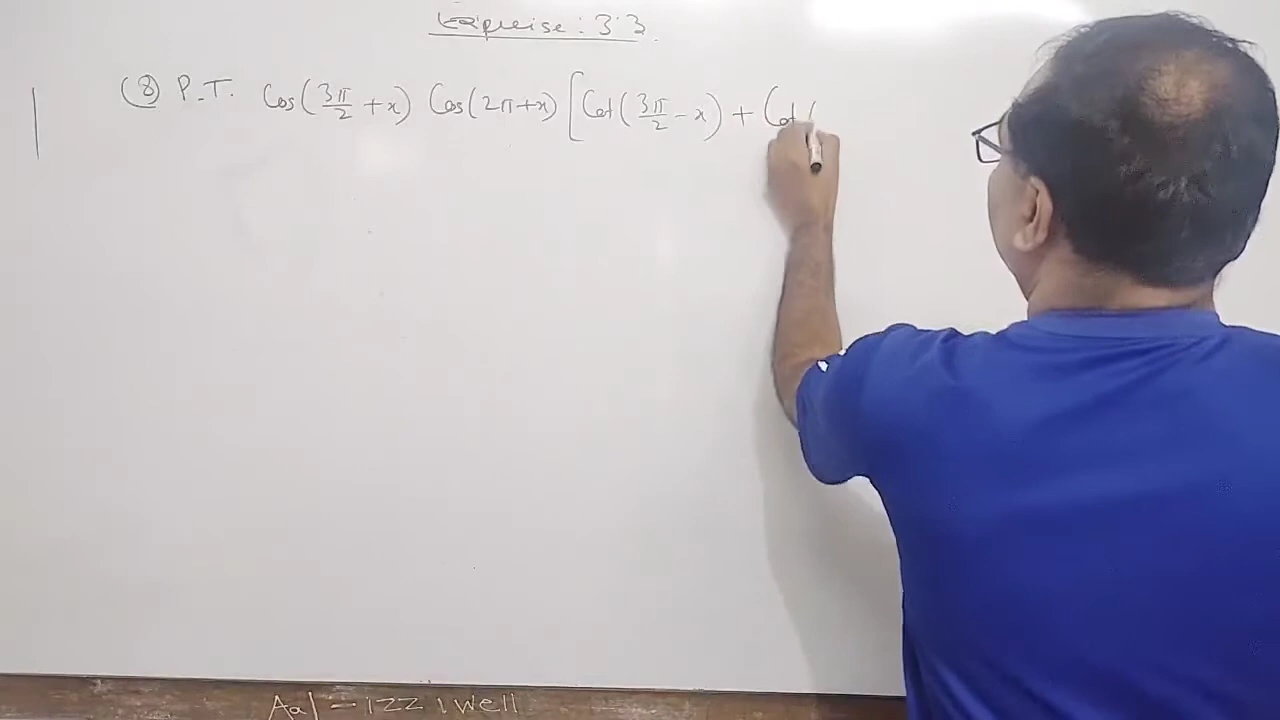 Exercise: 3.3.
(8) P.T. Cos(3π/2 + x) Cos(2π+x) [Cot(3π/2 − x) + Cot(